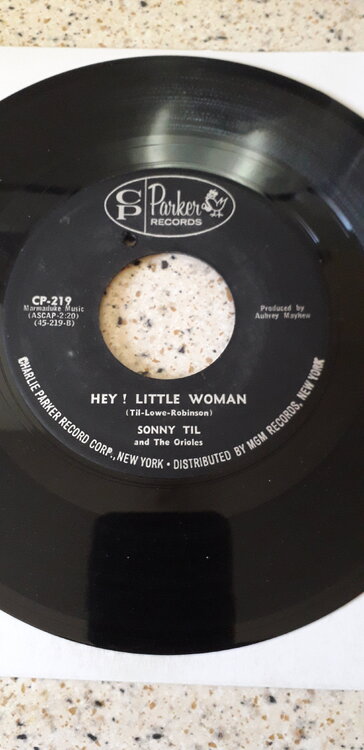 CP Parker
RECORDS
CP-219
Marmaduke Music
(ASCAP-2:20)
(45-219-B)
Produced by
Aubrey Mayhew
HEY! LITTLE WOMAN
(Til-Lowe-Robinson)
SONNY TIL
and The Orioles
CHARLIE PARKER RECORD CORP., NEW YORK • DISTRIBUTED BY MGM RECORDS, NEW YORK